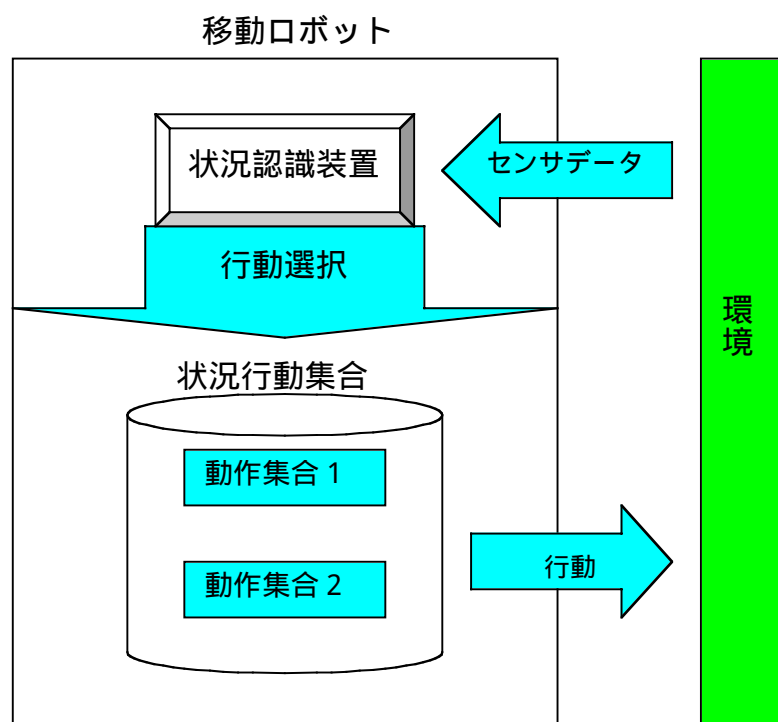 移動ロボット
状況認識装置
センサデータ
行動選択
環境
状況行動集合
動作集合1
動作集合2
行動